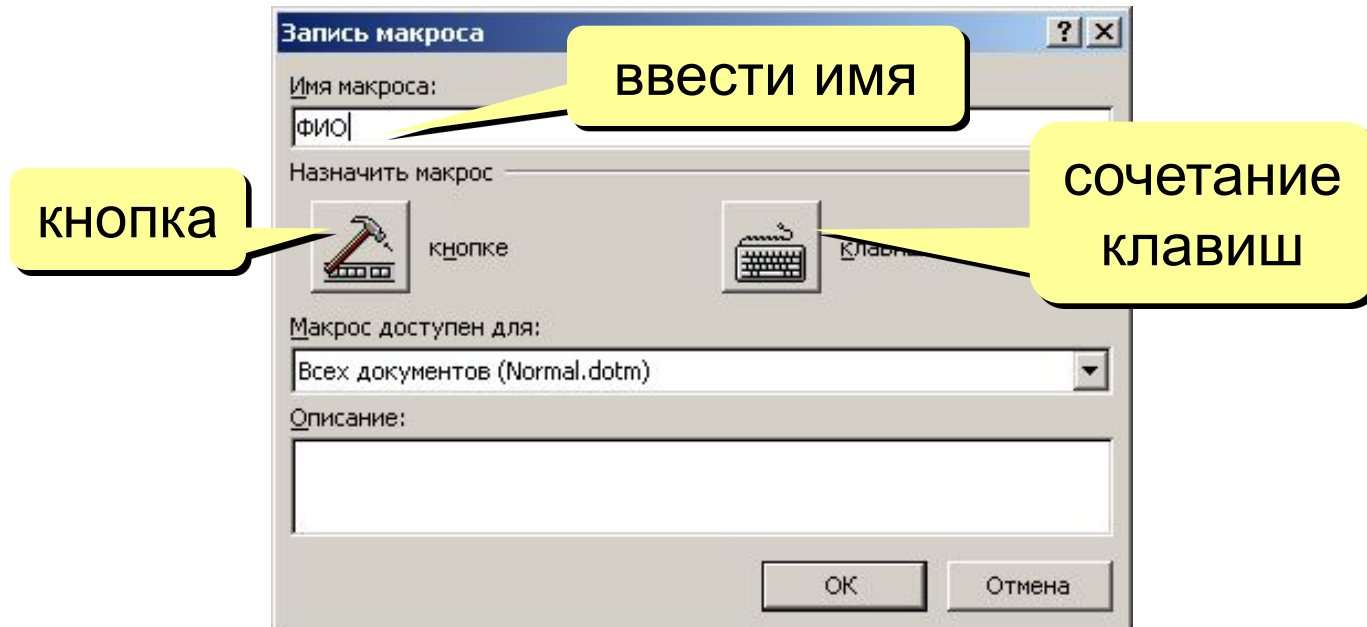 Запись макроса
ввести имя
Имя макроса:
ФИО
Назначить макрос
сочетание
клавиш
кнопка
кнопке
Макрос доступен для:
Всех документов (Normal.dotm)
Описание:
ОК
Отмена